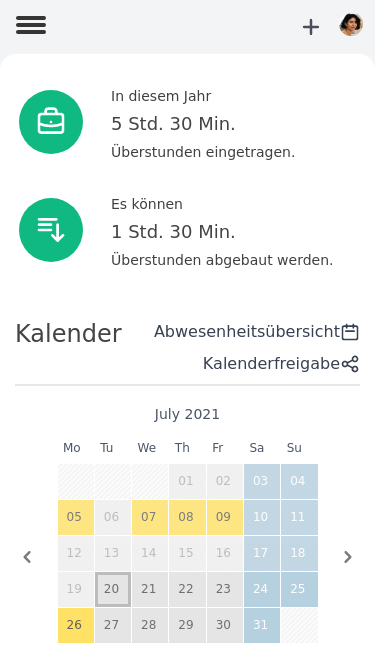 In diesem Jahr
5 Std. 30 Min.
Überstunden eingetragen.
Es können
1 Std. 30 Min.
Überstunden abgebaut werden.
Kalender
Abwesenheitsübersicht
Kalenderfreigabe
July 2021
Mo Tu We Th Fr Sa Su
01 02 03 04
05 06 07 08 09 10 11
12 13 14 15 16 17 18
19 20 21 22 23 24 25
26 27 28 29 30 31